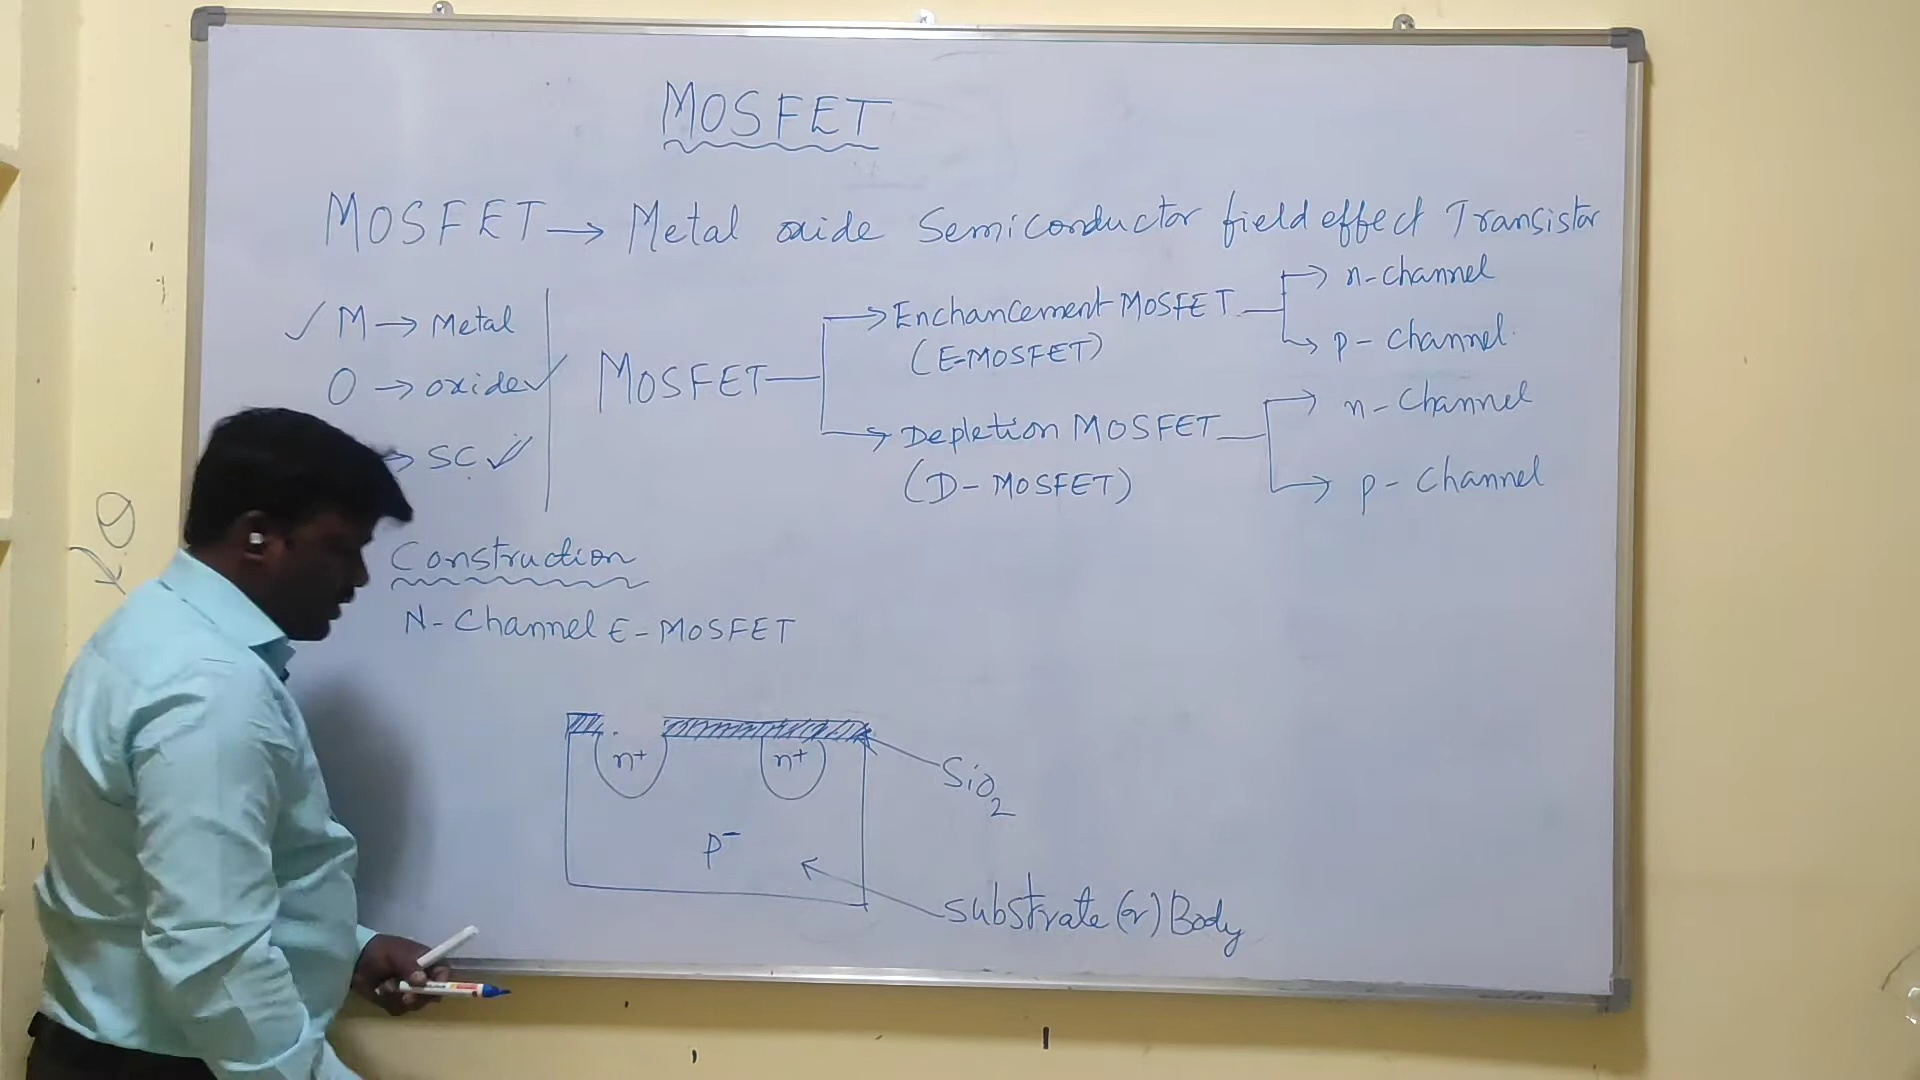 MOSFET
MOSFET → Metal oxide Semiconductor field effect Transistor
✓ M → Metal
O → oxide ✓
→ SC ✓
MOSFET
→ Enchancement MOSFET
(E-MOSFET)
→ n-channel
→ p-channel
→ Depletion MOSFET
(D-MOSFET)
→ n-channel
→ p-channel
Construction
N-Channel E-MOSFET
n+ n+
SiO2
p-
Substrate (or) Body